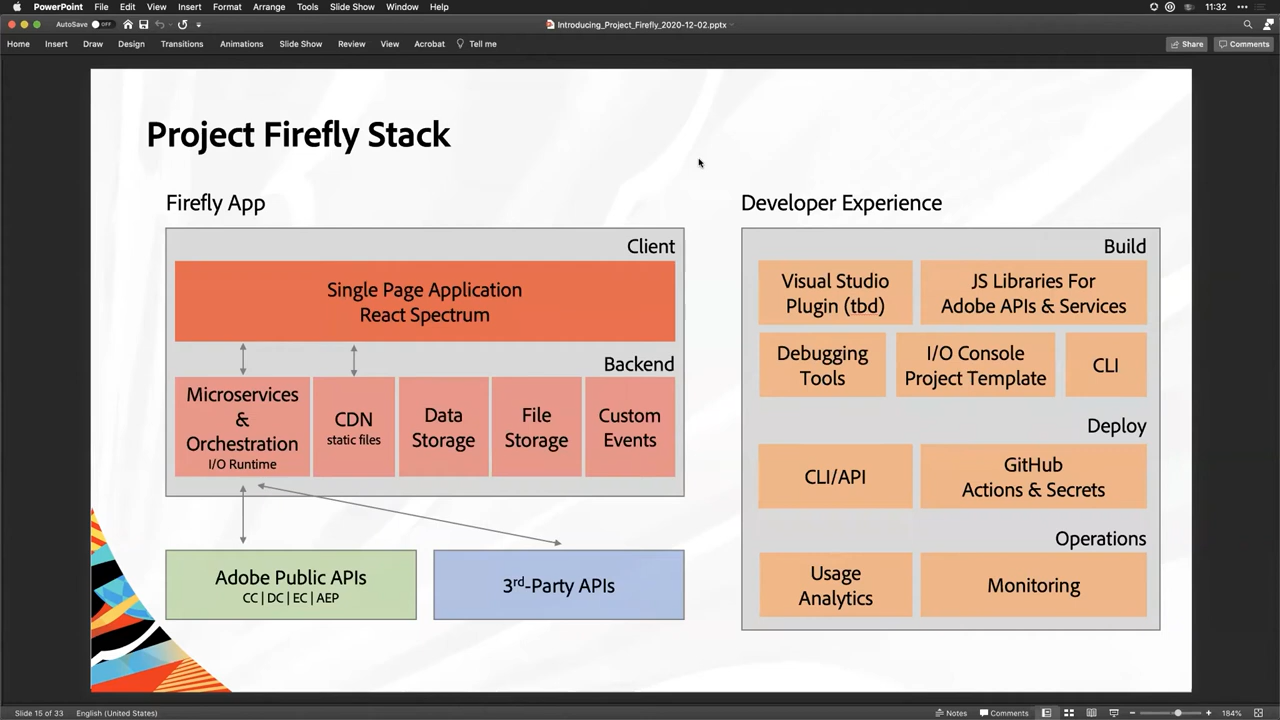 PowerPoint File Edit View Insert Format Arrange Tools Slide Show Window Help 11:32
AutoSave OFF Introducing_Project_Firefly_2020-12-02.pptx
Home Insert Draw Design Transitions Animations Slide Show Review View Acrobat Tell me Share Comments
Project Firefly Stack
Firefly App
Client
Single Page Application
React Spectrum
Backend
Microservices
&
Orchestration
I/O Runtime
CDN
static files
Data
Storage
File
Storage
Custom
Events
Adobe Public APIs
CC | DC | EC | AEP
3rd-Party APIs
Developer Experience
Build
Visual Studio
Plugin (tbd)
JS Libraries For
Adobe APIs & Services
Debugging
Tools
I/O Console
Project Template
CLI
Deploy
CLI/API
GitHub
Actions & Secrets
Operations
Usage
Analytics
Monitoring
Slide 15 of 33 English (United States) Notes Comments 184%